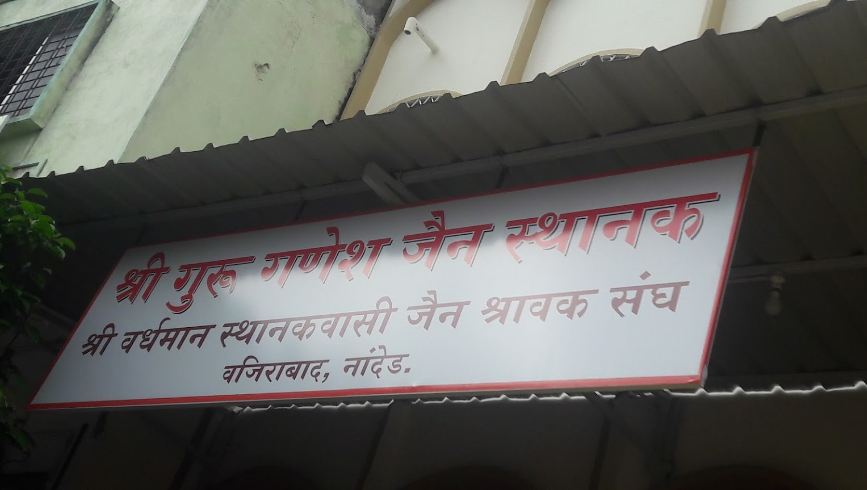 श्री गुरू गणेश जैन स्थानक
श्री वर्धमान स्थानकवासी जैन श्रावक संघ
वजिराबाद, नांदेड.